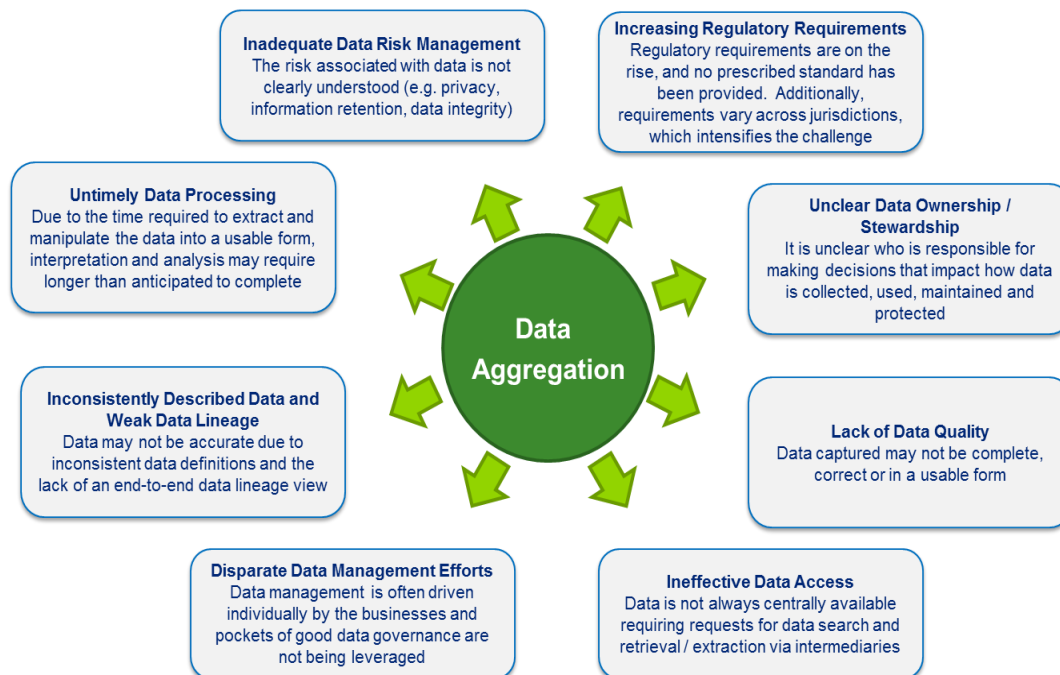 Inadequate Data Risk Management
The risk associated with data is not
clearly understood (e.g. privacy,
information retention, data integrity)
Increasing Regulatory Requirements
Regulatory requirements are on the
rise, and no prescribed standard has
been provided.  Additionally,
requirements vary across jurisdictions,
which intensifies the challenge
Untimely Data Processing
Due to the time required to extract and
manipulate the data into a usable form,
interpretation and analysis may require
longer than anticipated to complete
Unclear Data Ownership /
Stewardship
It is unclear who is responsible for
making decisions that impact how data
is collected, used, maintained and
protected
Data
Aggregation
Inconsistently Described Data and
Weak Data Lineage
Data may not be accurate due to
inconsistent data definitions and the
lack of an end-to-end data lineage view
Lack of Data Quality
Data captured may not be complete,
correct or in a usable form
Disparate Data Management Efforts
Data management is often driven
individually by the businesses and
pockets of good data governance are
not being leveraged
Ineffective Data Access
Data is not always centrally available
requiring requests for data search and
retrieval / extraction via intermediaries